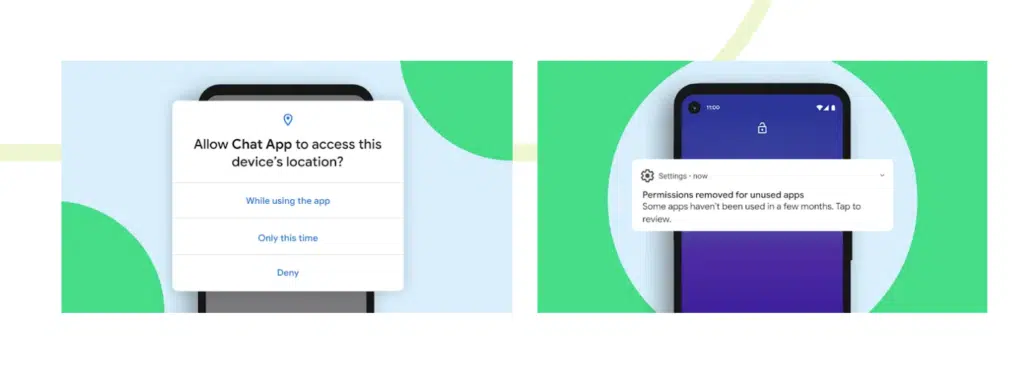 Allow Chat App to access this
device's location?
While using the app
Only this time
Deny
11:00
Settings • now
Permissions removed for unused apps
Some apps haven't been used in a few months. Tap to
review.